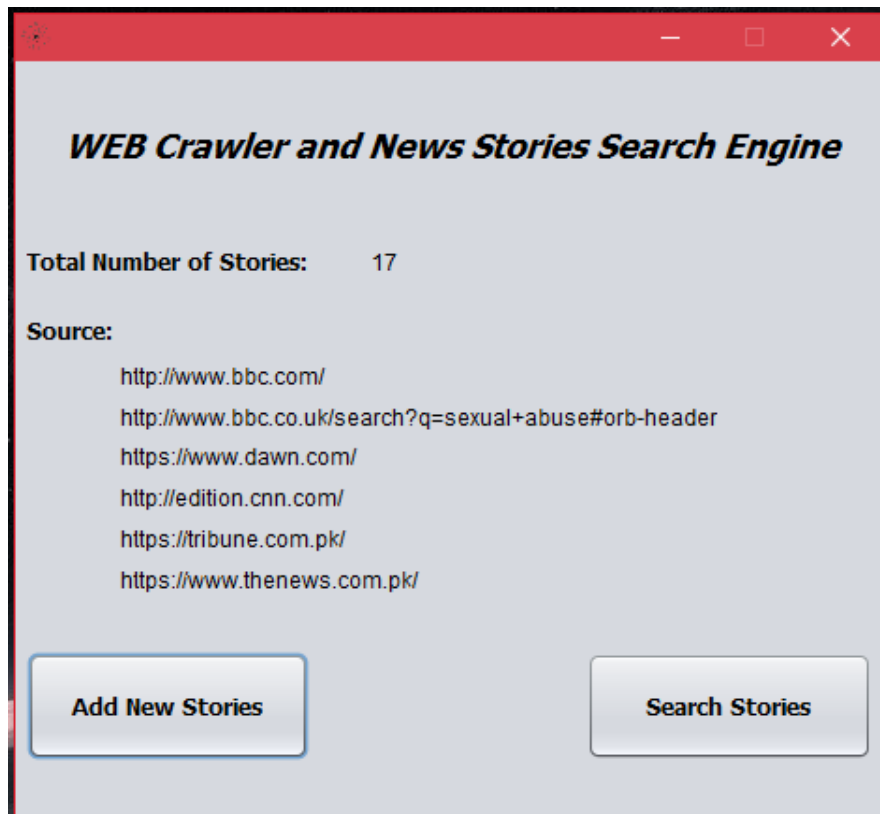 WEB Crawler and News Stories Search Engine
Total Number of Stories: 17
Source:
http://www.bbc.com/
http://www.bbc.co.uk/search?q=sexual+abuse#orb-header
https://www.dawn.com/
http://edition.cnn.com/
https://tribune.com.pk/
https://www.thenews.com.pk/
Add New Stories Search Stories